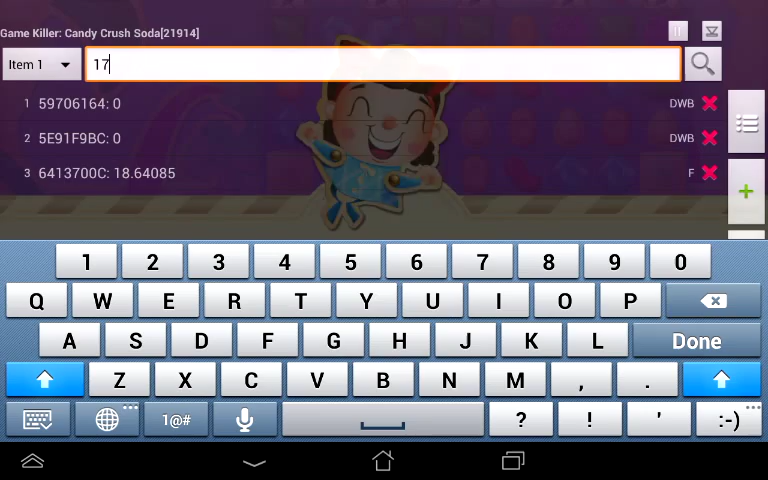 Game Killer: Candy Crush Soda[21914]
Item 1
17
1 59706164: 0 DWB
2 5E91F9BC: 0 DWB
3 6413700C: 18.64085 F
1 2 3 4 5 6 7 8 9 0
Q W E R T Y U I O P
A S D F G H J K L Done
Z X C V B N M , .
1@# ? ! ' :-)